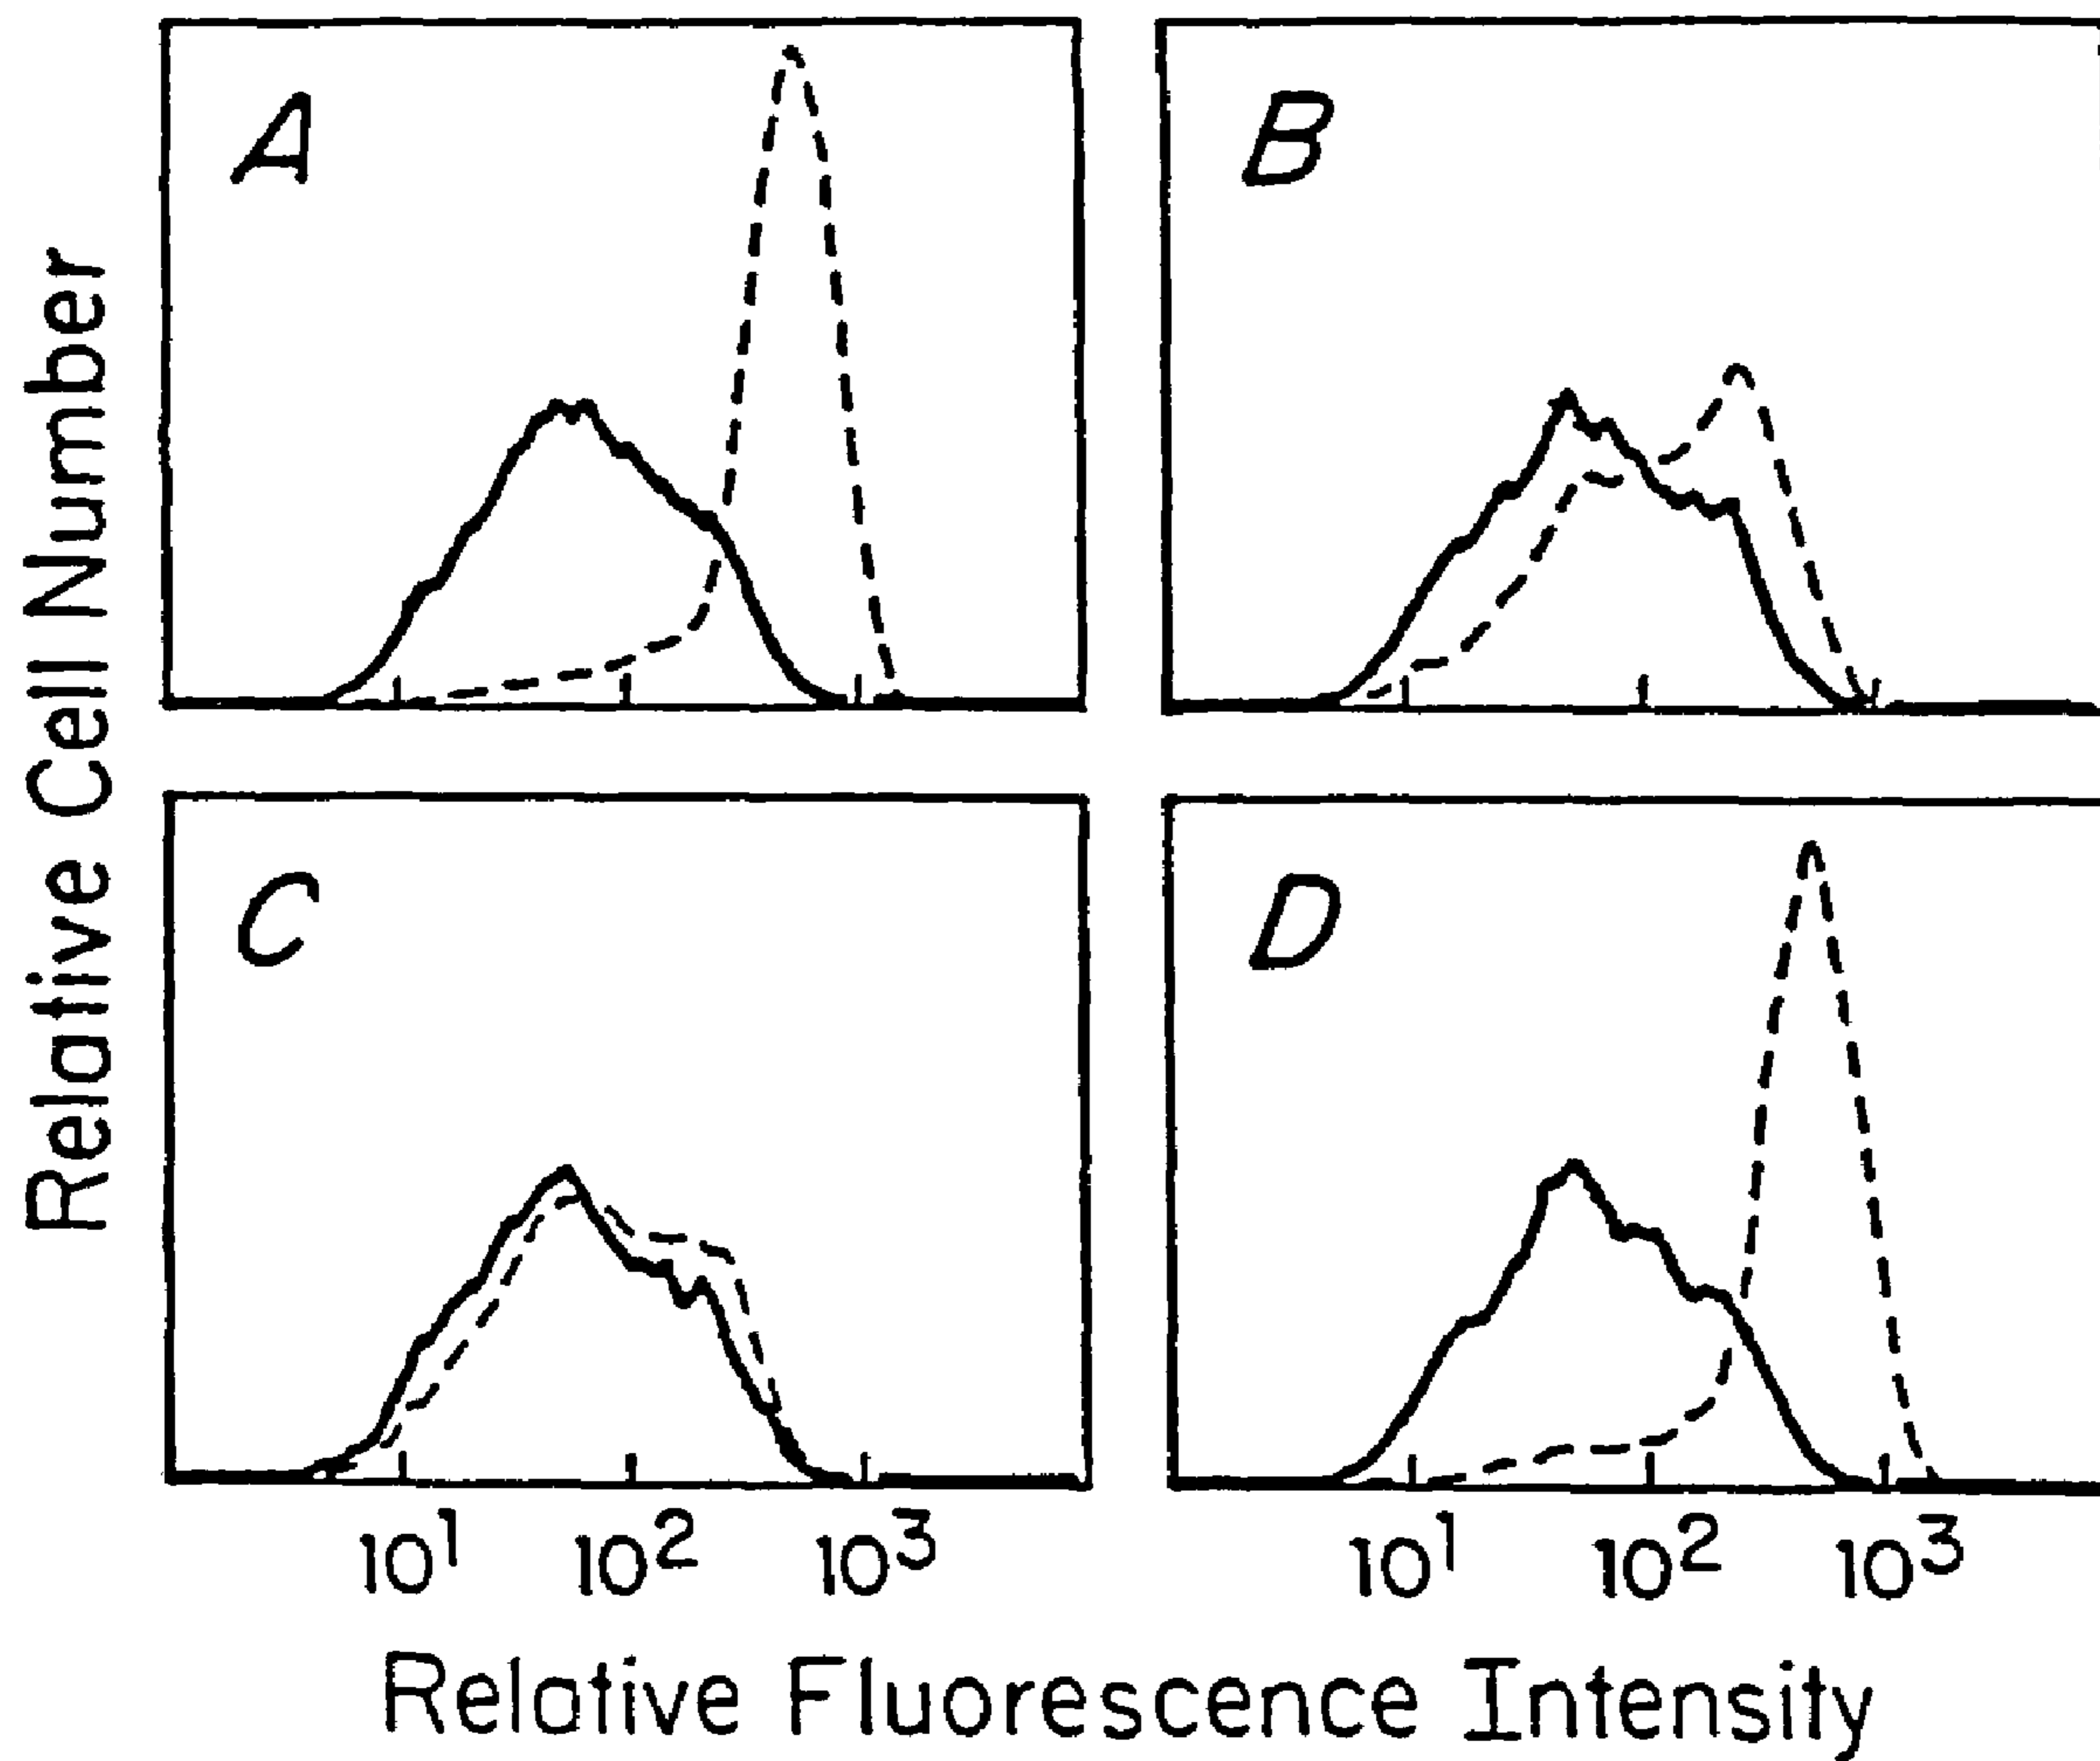 A
B
Relative Cell Number
C
D
10¹ 10² 10³ 10¹ 10² 10³
Relative Fluorescence Intensity